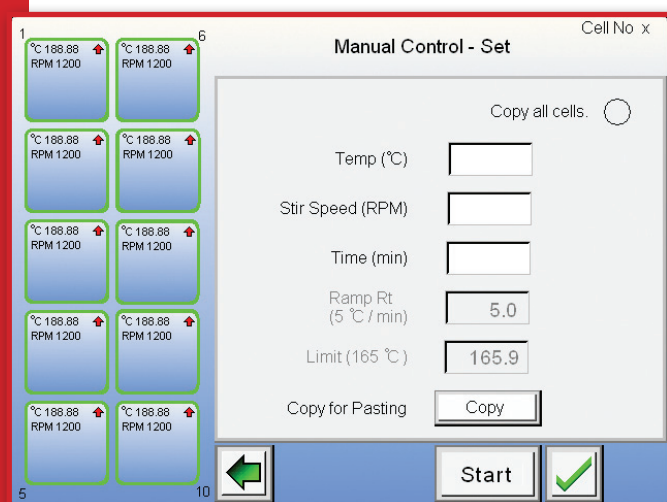 1
6
°C 188.88
RPM 1200
°C 188.88
RPM 1200
°C 188.88
RPM 1200
°C 188.88
RPM 1200
°C 188.88
RPM 1200
°C 188.88
RPM 1200
°C 188.88
RPM 1200
°C 188.88
RPM 1200
°C 188.88
RPM 1200
°C 188.88
RPM 1200
5
10
Cell No x
Manual Control - Set
Copy all cells.
Temp (°C)
Stir Speed (RPM)
Time (min)
Ramp Rt
(5 °C / min)
5.0
Limit (165 °C)
165.9
Copy for Pasting
Copy
Start